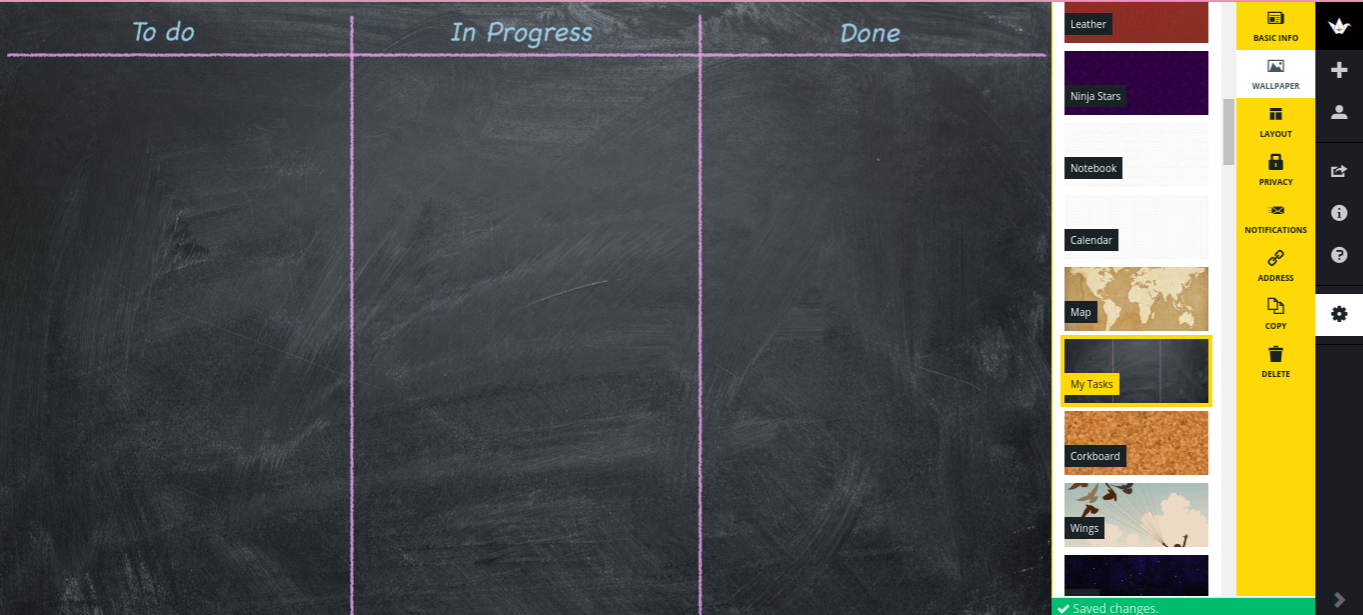 To do
In Progress
Done
Leather
Ninja Stars
Notebook
Calendar
Map
My Tasks
Corkboard
Wings
Saved changes.
BASIC INFO
WALLPAPER
LAYOUT
PRIVACY
NOTIFICATIONS
ADDRESS
COPY
DELETE